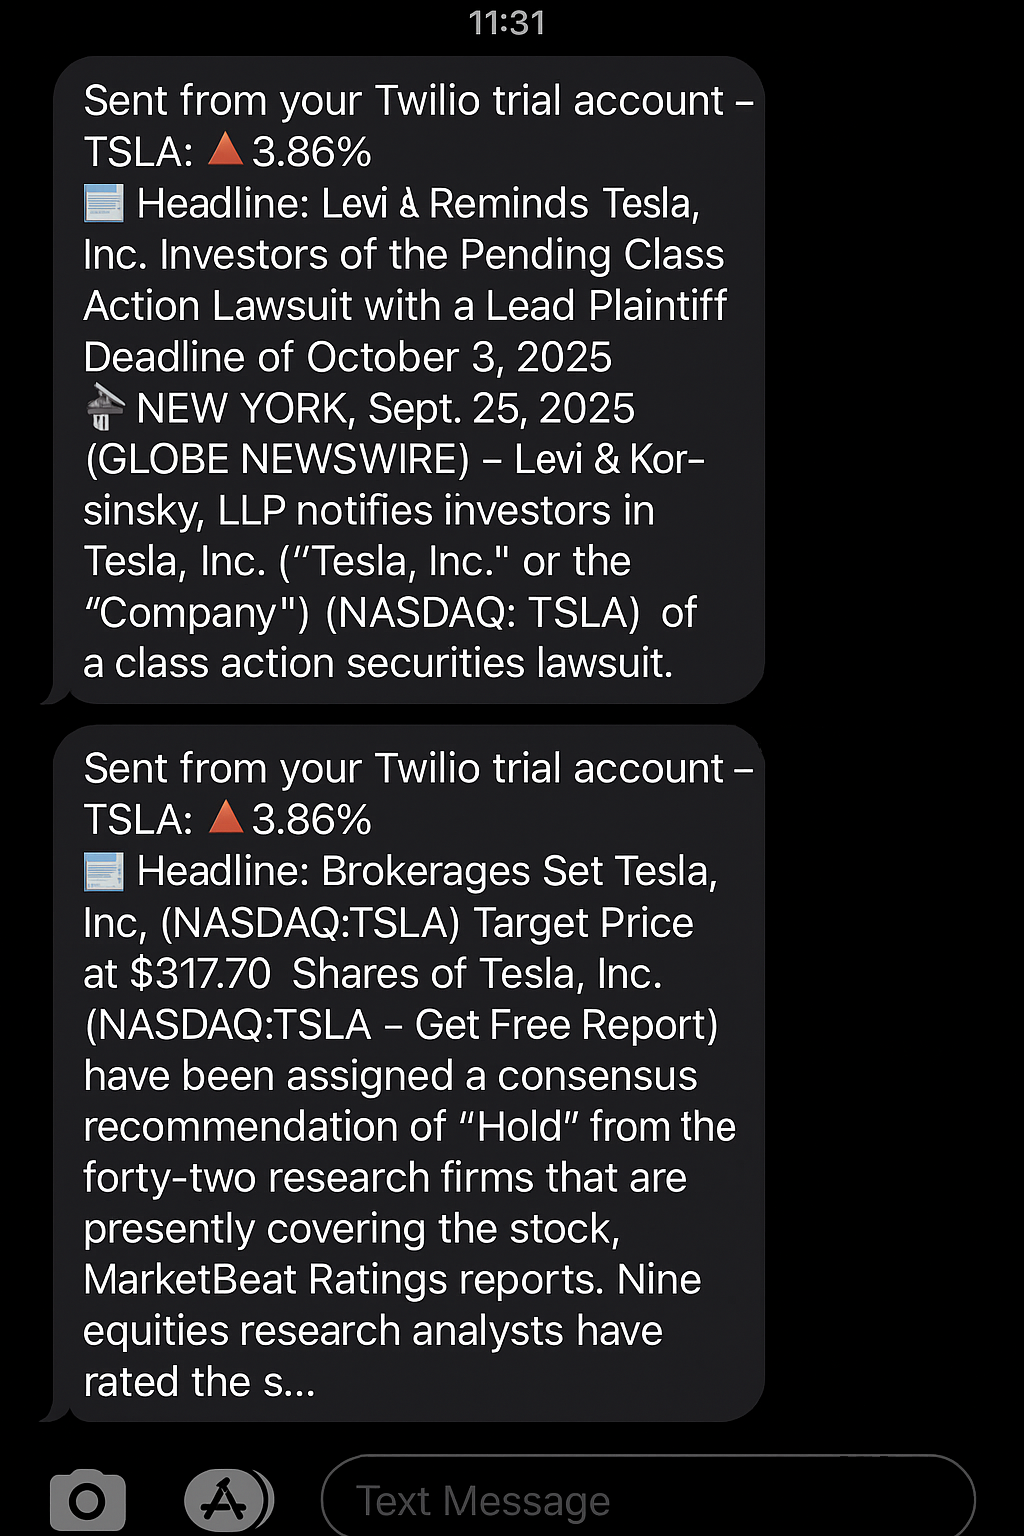 11:31
Sent from your Twilio trial account –
TSLA: 🔺3.86%
Headline: Levi & Reminds Tesla,
Inc. Investors of the Pending Class
Action Lawsuit with a Lead Plaintiff
Deadline of October 3, 2025
NEW YORK, Sept. 25, 2025
(GLOBE NEWSWIRE) – Levi & Kor-
sinsky, LLP notifies investors in
Tesla, Inc. (“Tesla, Inc." or the
“Company") (NASDAQ: TSLA) of
a class action securities lawsuit.
Sent from your Twilio trial account –
TSLA: 🔺3.86%
Headline: Brokerages Set Tesla,
Inc, (NASDAQ:TSLA) Target Price
at $317.70 Shares of Tesla, Inc.
(NASDAQ:TSLA – Get Free Report)
have been assigned a consensus
recommendation of “Hold” from the
forty-two research firms that are
presently covering the stock,
MarketBeat Ratings reports. Nine
equities research analysts have
rated the s...
Text Message